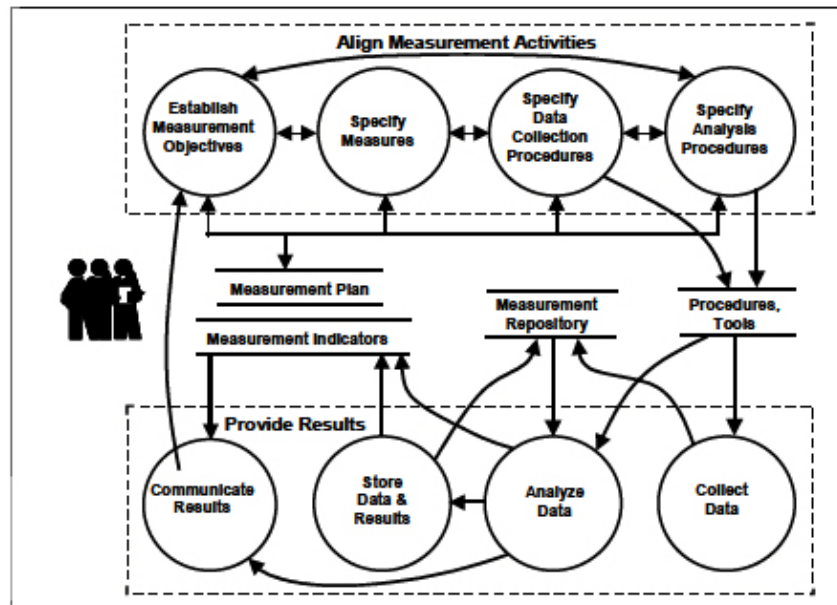 Align Measurement Activities
Establish
Measurement
Objectives
Specify
Measures
Specify
Data
Collection
Procedures
Specify
Analysis
Procedures
Measurement Plan
Measurement Indicators
Measurement
Repository
Procedures,
Tools
Provide Results
Communicate
Results
Store
Data &
Results
Analyze
Data
Collect
Data